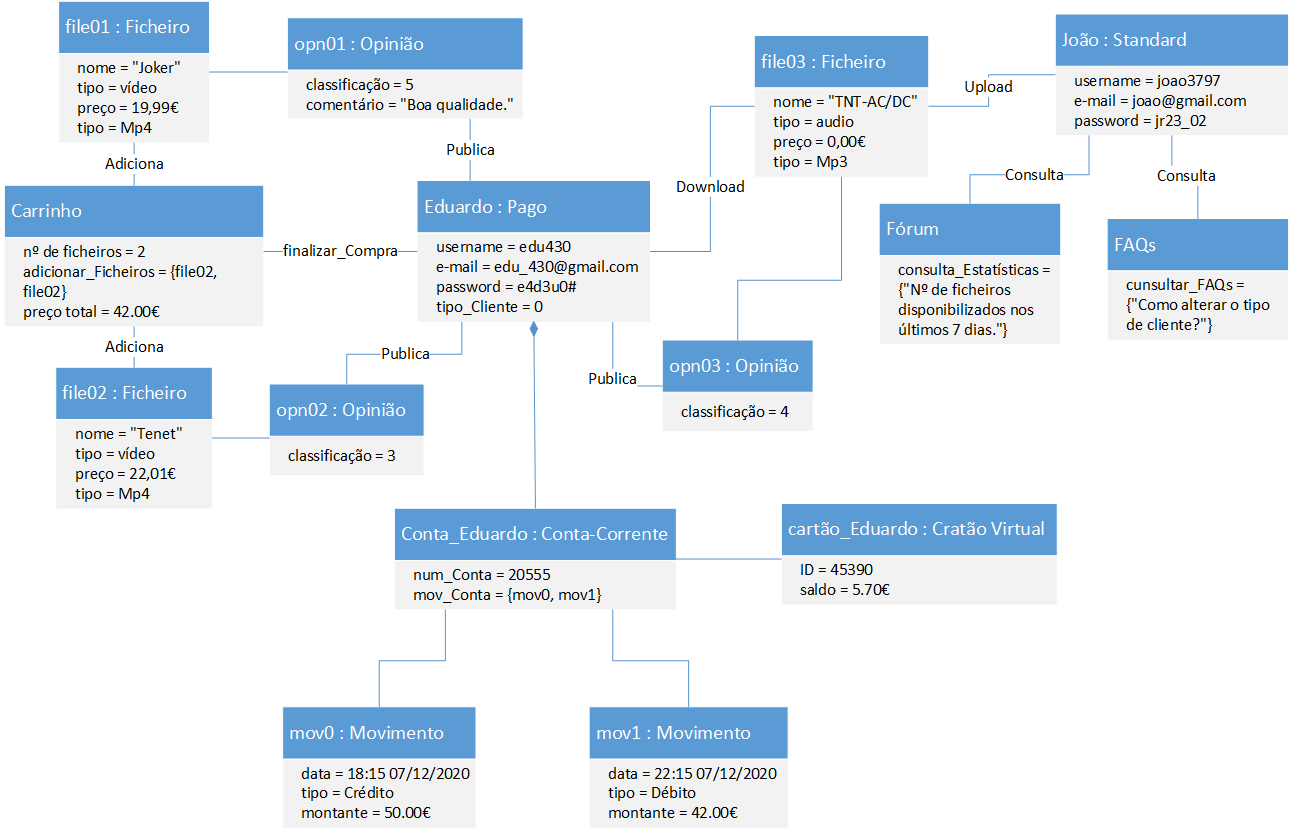 file01 : Ficheiro
nome = "Joker"
tipo = vídeo
preço = 19,99€
tipo = Mp4
opn01 : Opinião
classificação = 5
comentário = "Boa qualidade."
file03 : Ficheiro
nome = "TNT-AC/DC"
tipo = audio
preço = 0,00€
tipo = Mp3
Upload
João : Standard
username = joao3797
e-mail = joao@gmail.com
password = jr23_02
Adiciona
Publica
Download
Consulta
Consulta
Carrinho
nº de ficheiros = 2
adicionar_Ficheiros = {file02,
file02}
preço total = 42.00€
finalizar_Compra
Eduardo : Pago
username = edu430
e-mail = edu_430@gmail.com
password = e4d3u0#
tipo_Cliente = 0
Fórum
consulta_Estatísticas =
{"Nº de ficheiros
disponibilizados nos
últimos 7 dias."}
FAQs
cunsultar_FAQs =
{"Como alterar o tipo
de cliente?"}
Adiciona
Publica
Publica
file02 : Ficheiro
nome = "Tenet"
tipo = vídeo
preço = 22,01€
tipo = Mp4
opn02 : Opinião
classificação = 3
opn03 : Opinião
classificação = 4
Conta_Eduardo : Conta-Corrente
num_Conta = 20555
mov_Conta = {mov0, mov1}
cartão_Eduardo : Cratão Virtual
ID = 45390
saldo = 5.70€
mov0 : Movimento
data = 18:15 07/12/2020
tipo = Crédito
montante = 50.00€
mov1 : Movimento
data = 22:15 07/12/2020
tipo = Débito
montante = 42.00€